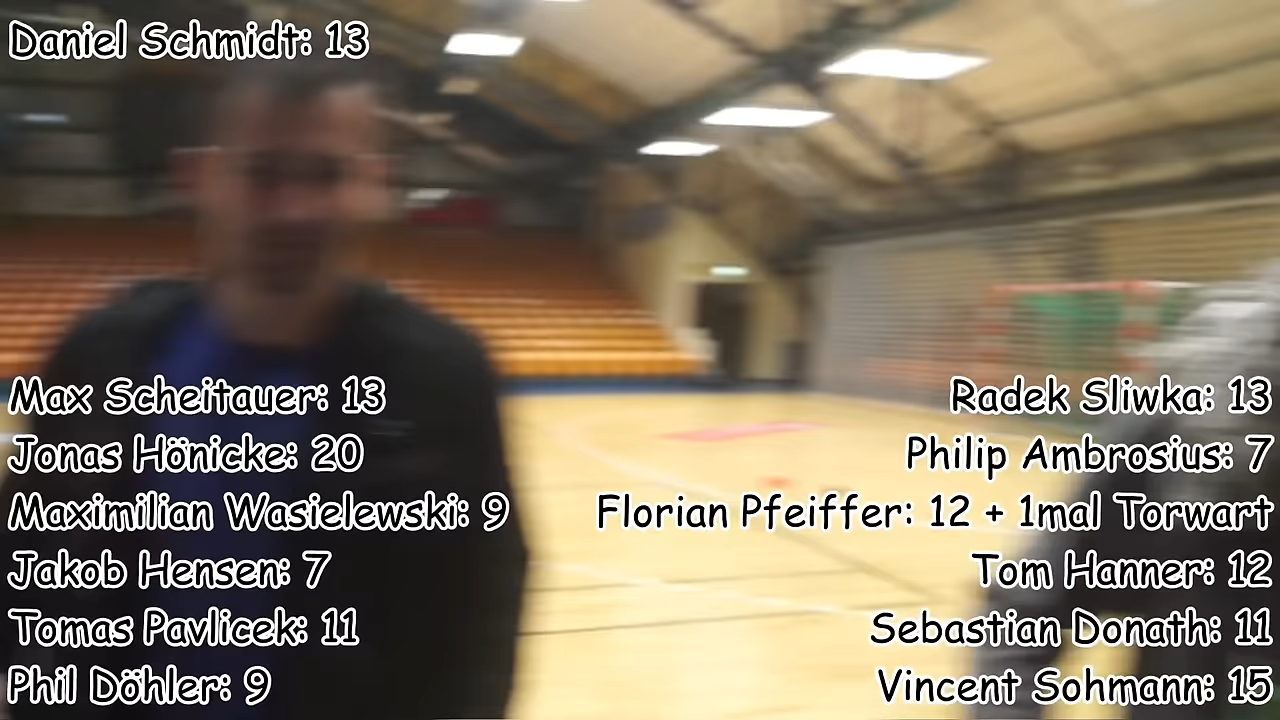 Daniel Schmidt: 13
Max Scheitauer: 13
Jonas Hönicke: 20
Maximilian Wasielewski: 9
Jakob Hensen: 7
Tomas Pavlicek: 11
Phil Döhler: 9
Radek Sliwka: 13
Philip Ambrosius: 7
Florian Pfeiffer: 12 + 1mal Torwart
Tom Hanner: 12
Sebastian Donath: 11
Vincent Sohmann: 15